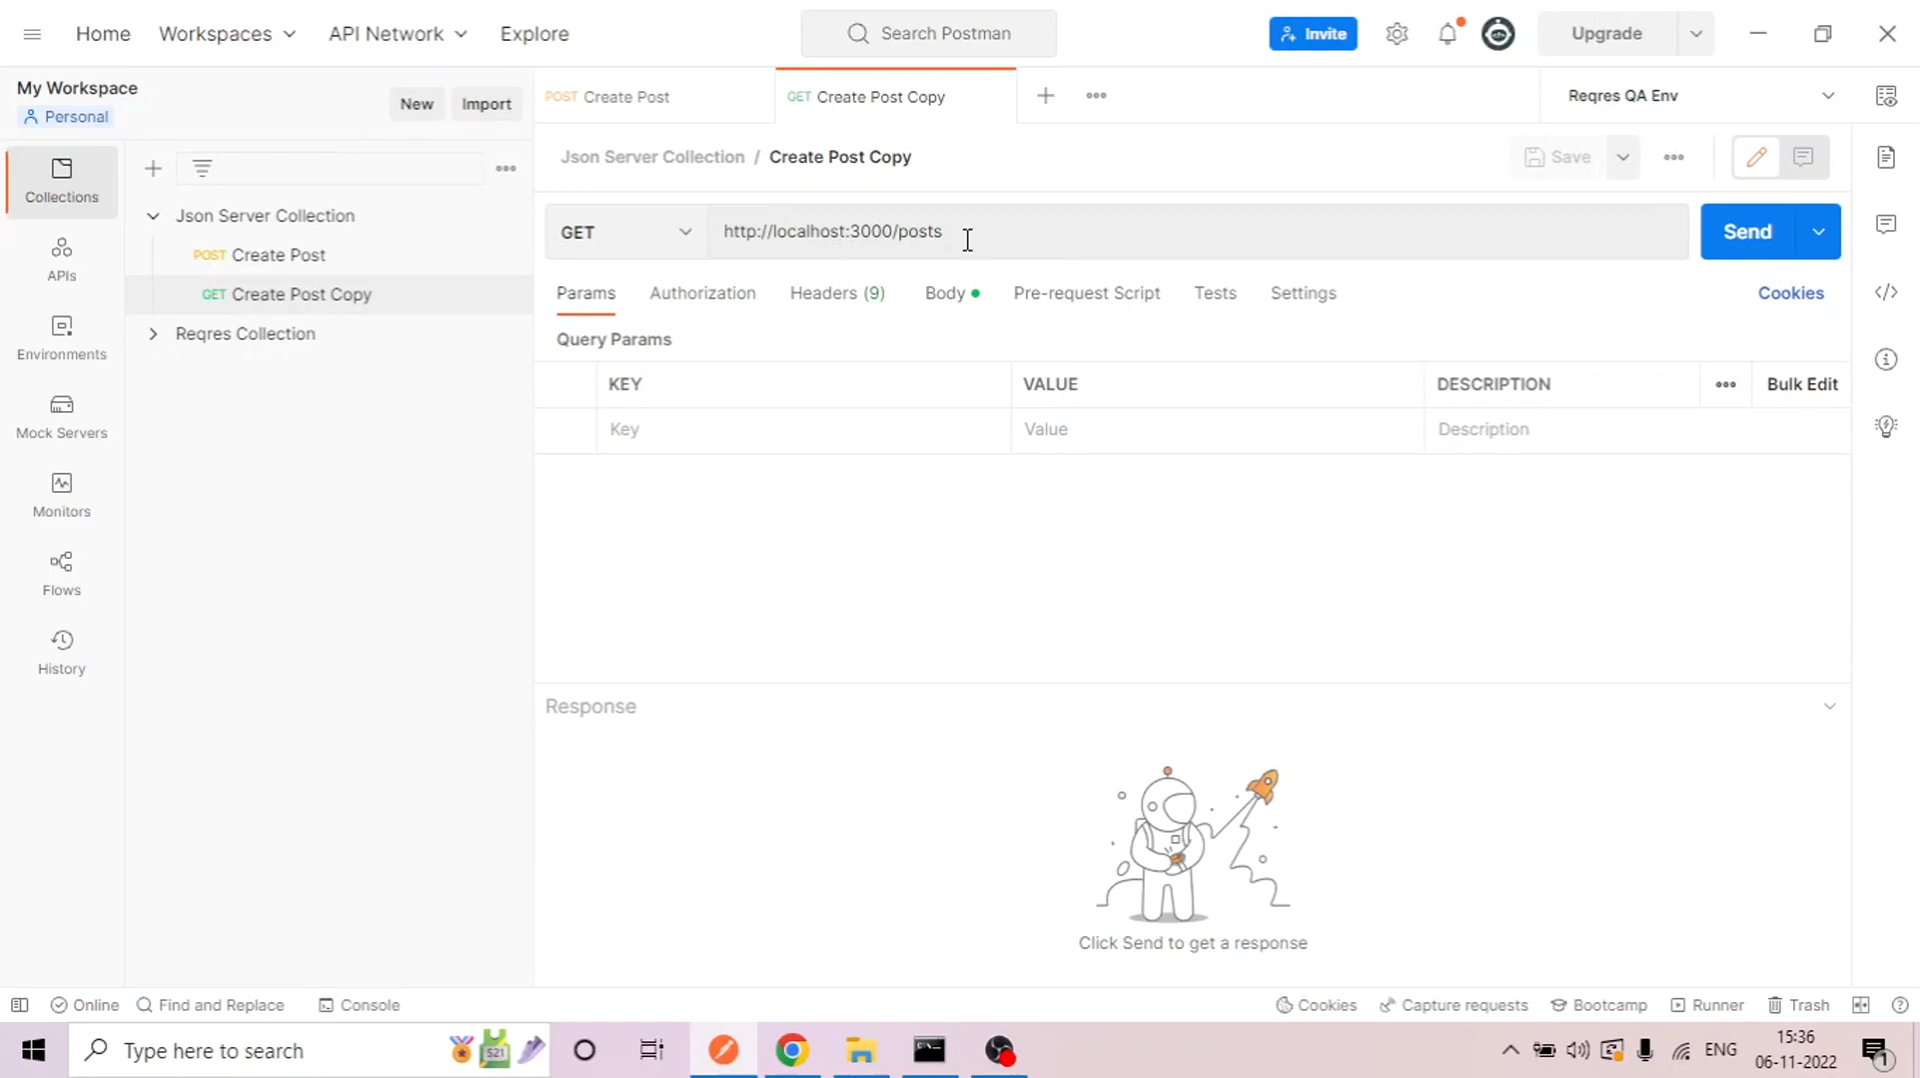 Home Workspaces API Network Explore Search Postman Invite Upgrade
My Workspace New Import POST Create Post GET Create Post Copy Reqres QA Env
Personal
Json Server Collection / Create Post Copy Save
Collections
Json Server Collection
GET http://localhost:3000/posts Send
POST Create Post
APIs
GET Create Post Copy
Params Authorization Headers (9) Body Pre-request Script Tests Settings Cookies
Reqres Collection
Query Params
Environments
KEY VALUE DESCRIPTION Bulk Edit
Mock Servers
Key Value Description
Monitors
Flows
History
Response
Click Send to get a response
Online Find and Replace Console Cookies Capture requests Bootcamp Runner Trash
Type here to search
$21
ENG
15:36
06-11-2022
1